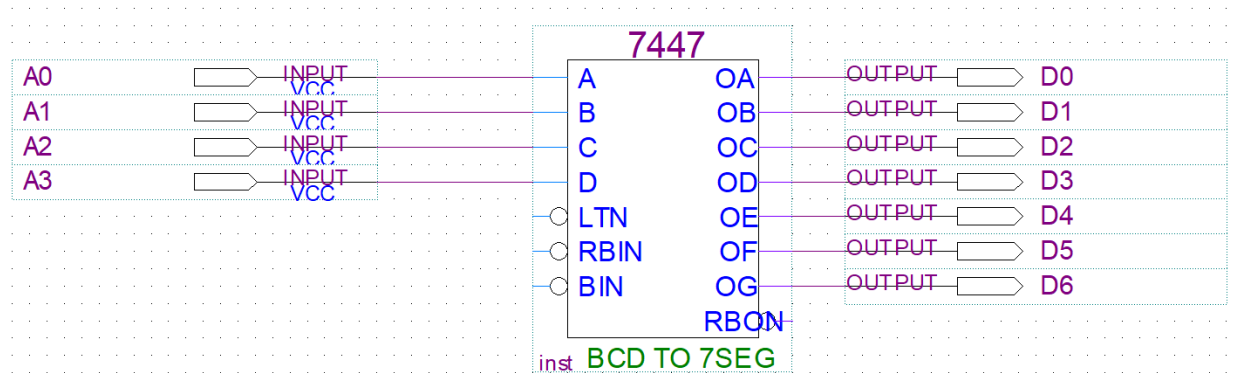 7447
A0 INPUT VCC A OA OUTPUT D0
A1 INPUT VCC B OB OUTPUT D1
A2 INPUT VCC C OC OUTPUT D2
A3 INPUT VCC D OD OUTPUT D3
LTN OE OUTPUT D4
RBIN OF OUTPUT D5
BIN OG OUTPUT D6
RBON
inst BCD TO 7SEG